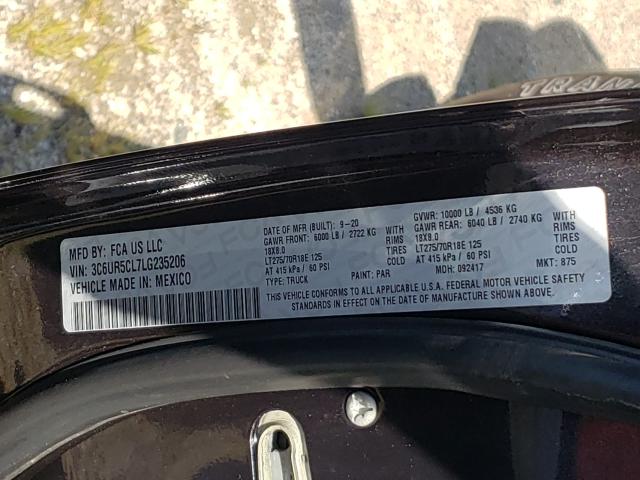 TRAN
MFD BY: FCA US LLC
VIN: 3C6UR5CL7LG235206
VEHICLE MADE IN: MEXICO
DATE OF MFR (BUILT): 9-20
GAWR FRONT: 6000 LB / 2722 KG
18X8.0 WITH RIMS
LT275/70R18E 125 TIRES
AT 415 kPa / 60 PSI COLD
TYPE: TRUCK PAINT: PAR
GVWR: 10000 LB / 4536 KG
GAWR REAR: 6040 LB / 2740 KG
18X8.0 WITH RIMS
LT275/70R18E 125 TIRES
AT 415 kPa / 60 PSI COLD
MDH: 092417 MKT: 875
THIS VEHICLE CONFORMS TO ALL APPLICABLE U.S.A. FEDERAL MOTOR VEHICLE SAFETY
STANDARDS IN EFFECT ON THE DATE OF MANUFACTURE SHOWN ABOVE.